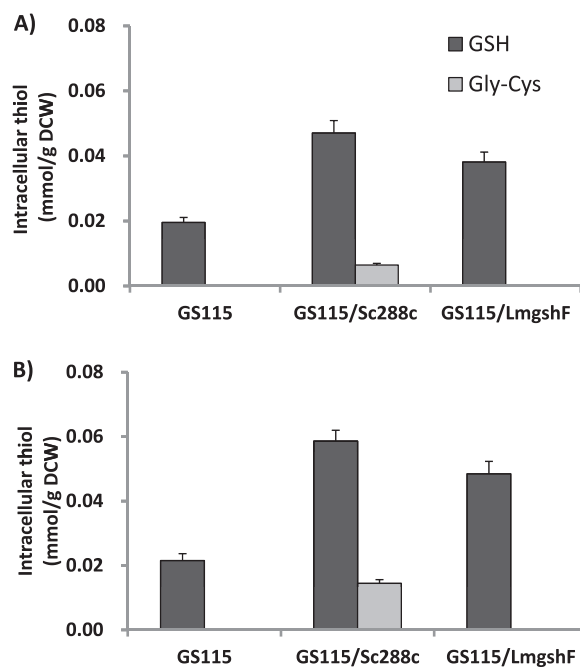 A)
Intracellular thiol
(mmol/g DCW)
0.08
0.06
0.04
0.02
0.00
GSH
Gly-Cys
GS115
GS115/Sc288c
GS115/LmgshF
B)
Intracellular thiol
(mmol/g DCW)
0.08
0.06
0.04
0.02
0.00
GS115
GS115/Sc288c
GS115/LmgshF